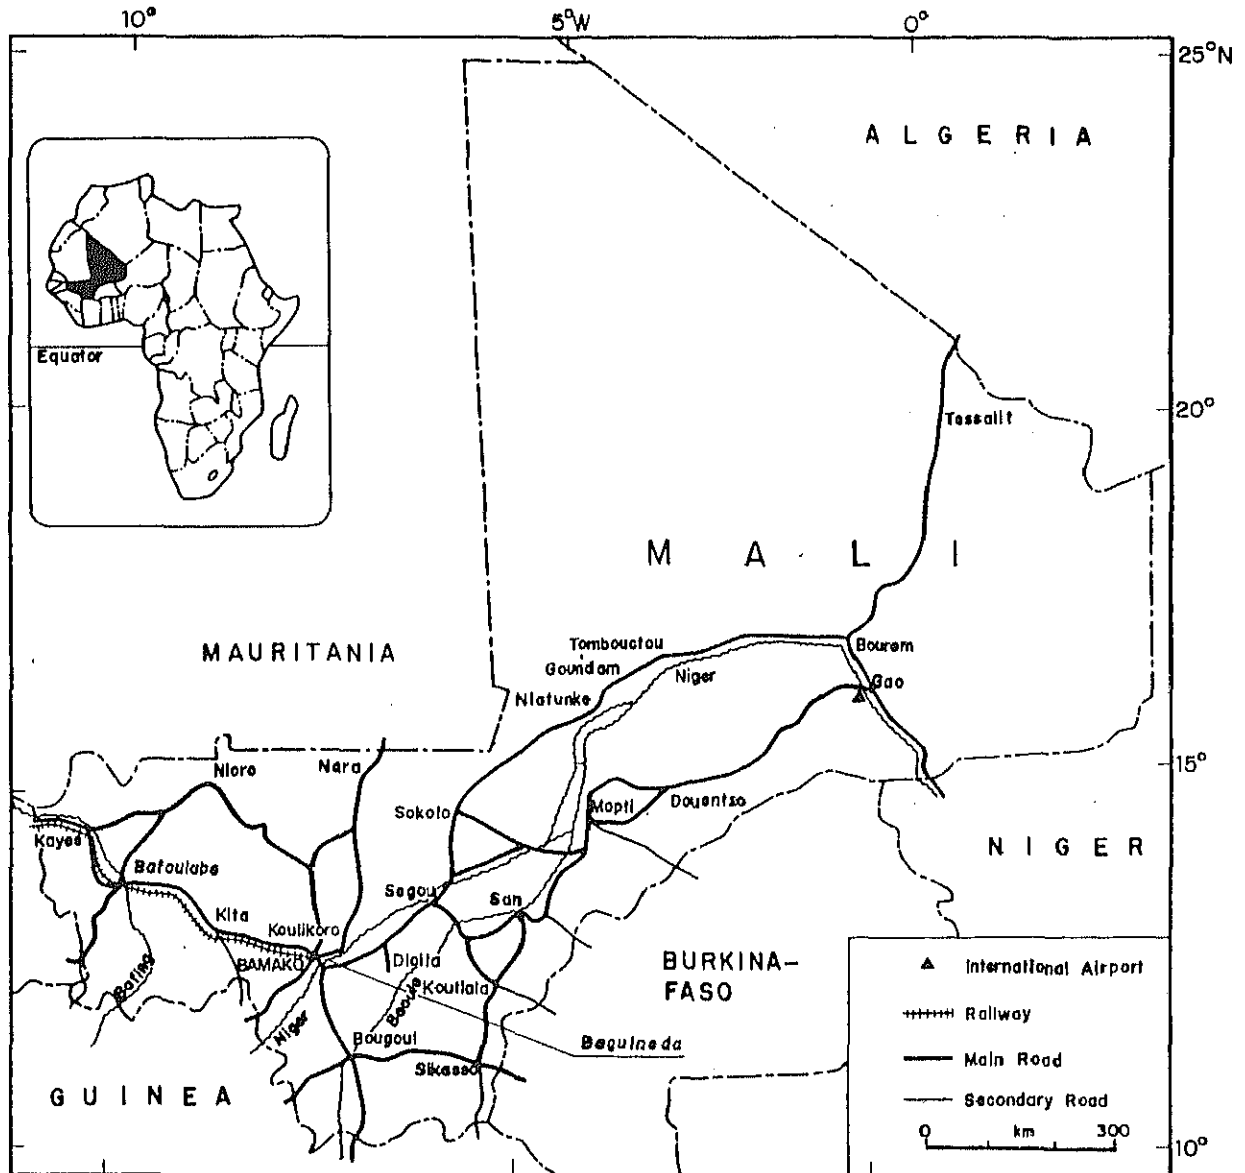 10°
5°W
0°
25°N
ALGERIA
Equator
20°
Tessalit
MALI
MAURITANIA
Tombouctou
Goundam
Niger
Bourem
Gao
Niafunke
Nioro
Nara
15°
Sokolo
Mopti
Douentza
Kayes
NIGER
Bafoulabe
Segou
San
Kita
Koulikoro
BAMAKO
Dioila
Koutiala
BURKINA–
FASO
International Airport
Bafing
Baoule
Niger
Railway
Bougoui
Baguineda
Main Road
Sikasso
GUINEA
Secondary Road
0 km 300
10°